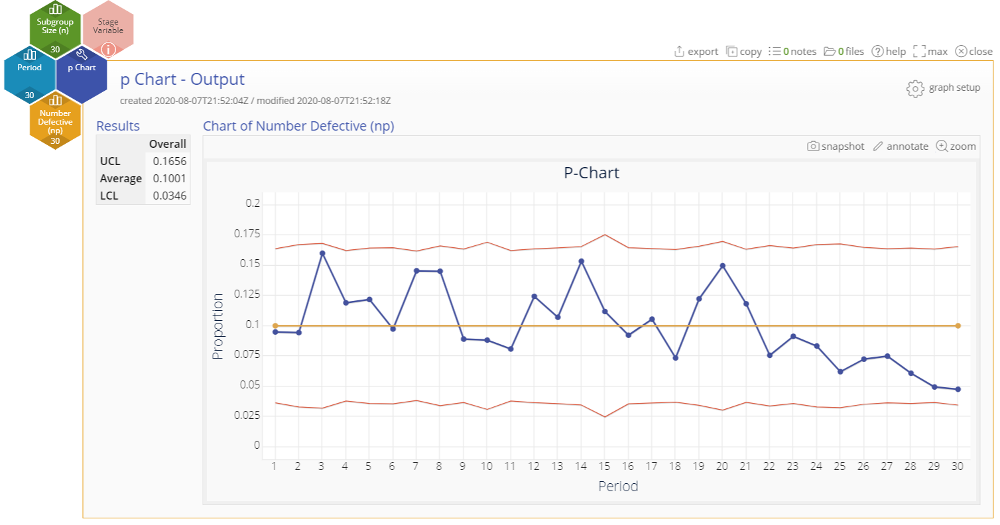 Subgroup
Size (n)
30
Stage
Variable
i
Period
30
p Chart
Number
Defective
(np)
30
export copy 0 notes 0 files ? help max close
p Chart - Output
created 2020-08-07T21:52:04Z / modified 2020-08-07T21:52:18Z
graph setup
Results
Overall
UCL 0.1656
Average 0.1001
LCL 0.0346
Chart of Number Defective (np)
snapshot annotate zoom
P-Chart
0.2
0.175
0.15
0.125
0.1
0.075
0.05
0.025
0
Proportion
1 2 3 4 5 6 7 8 9 10 11 12 13 14 15 16 17 18 19 20 21 22 23 24 25 26 27 28 29 30
Period